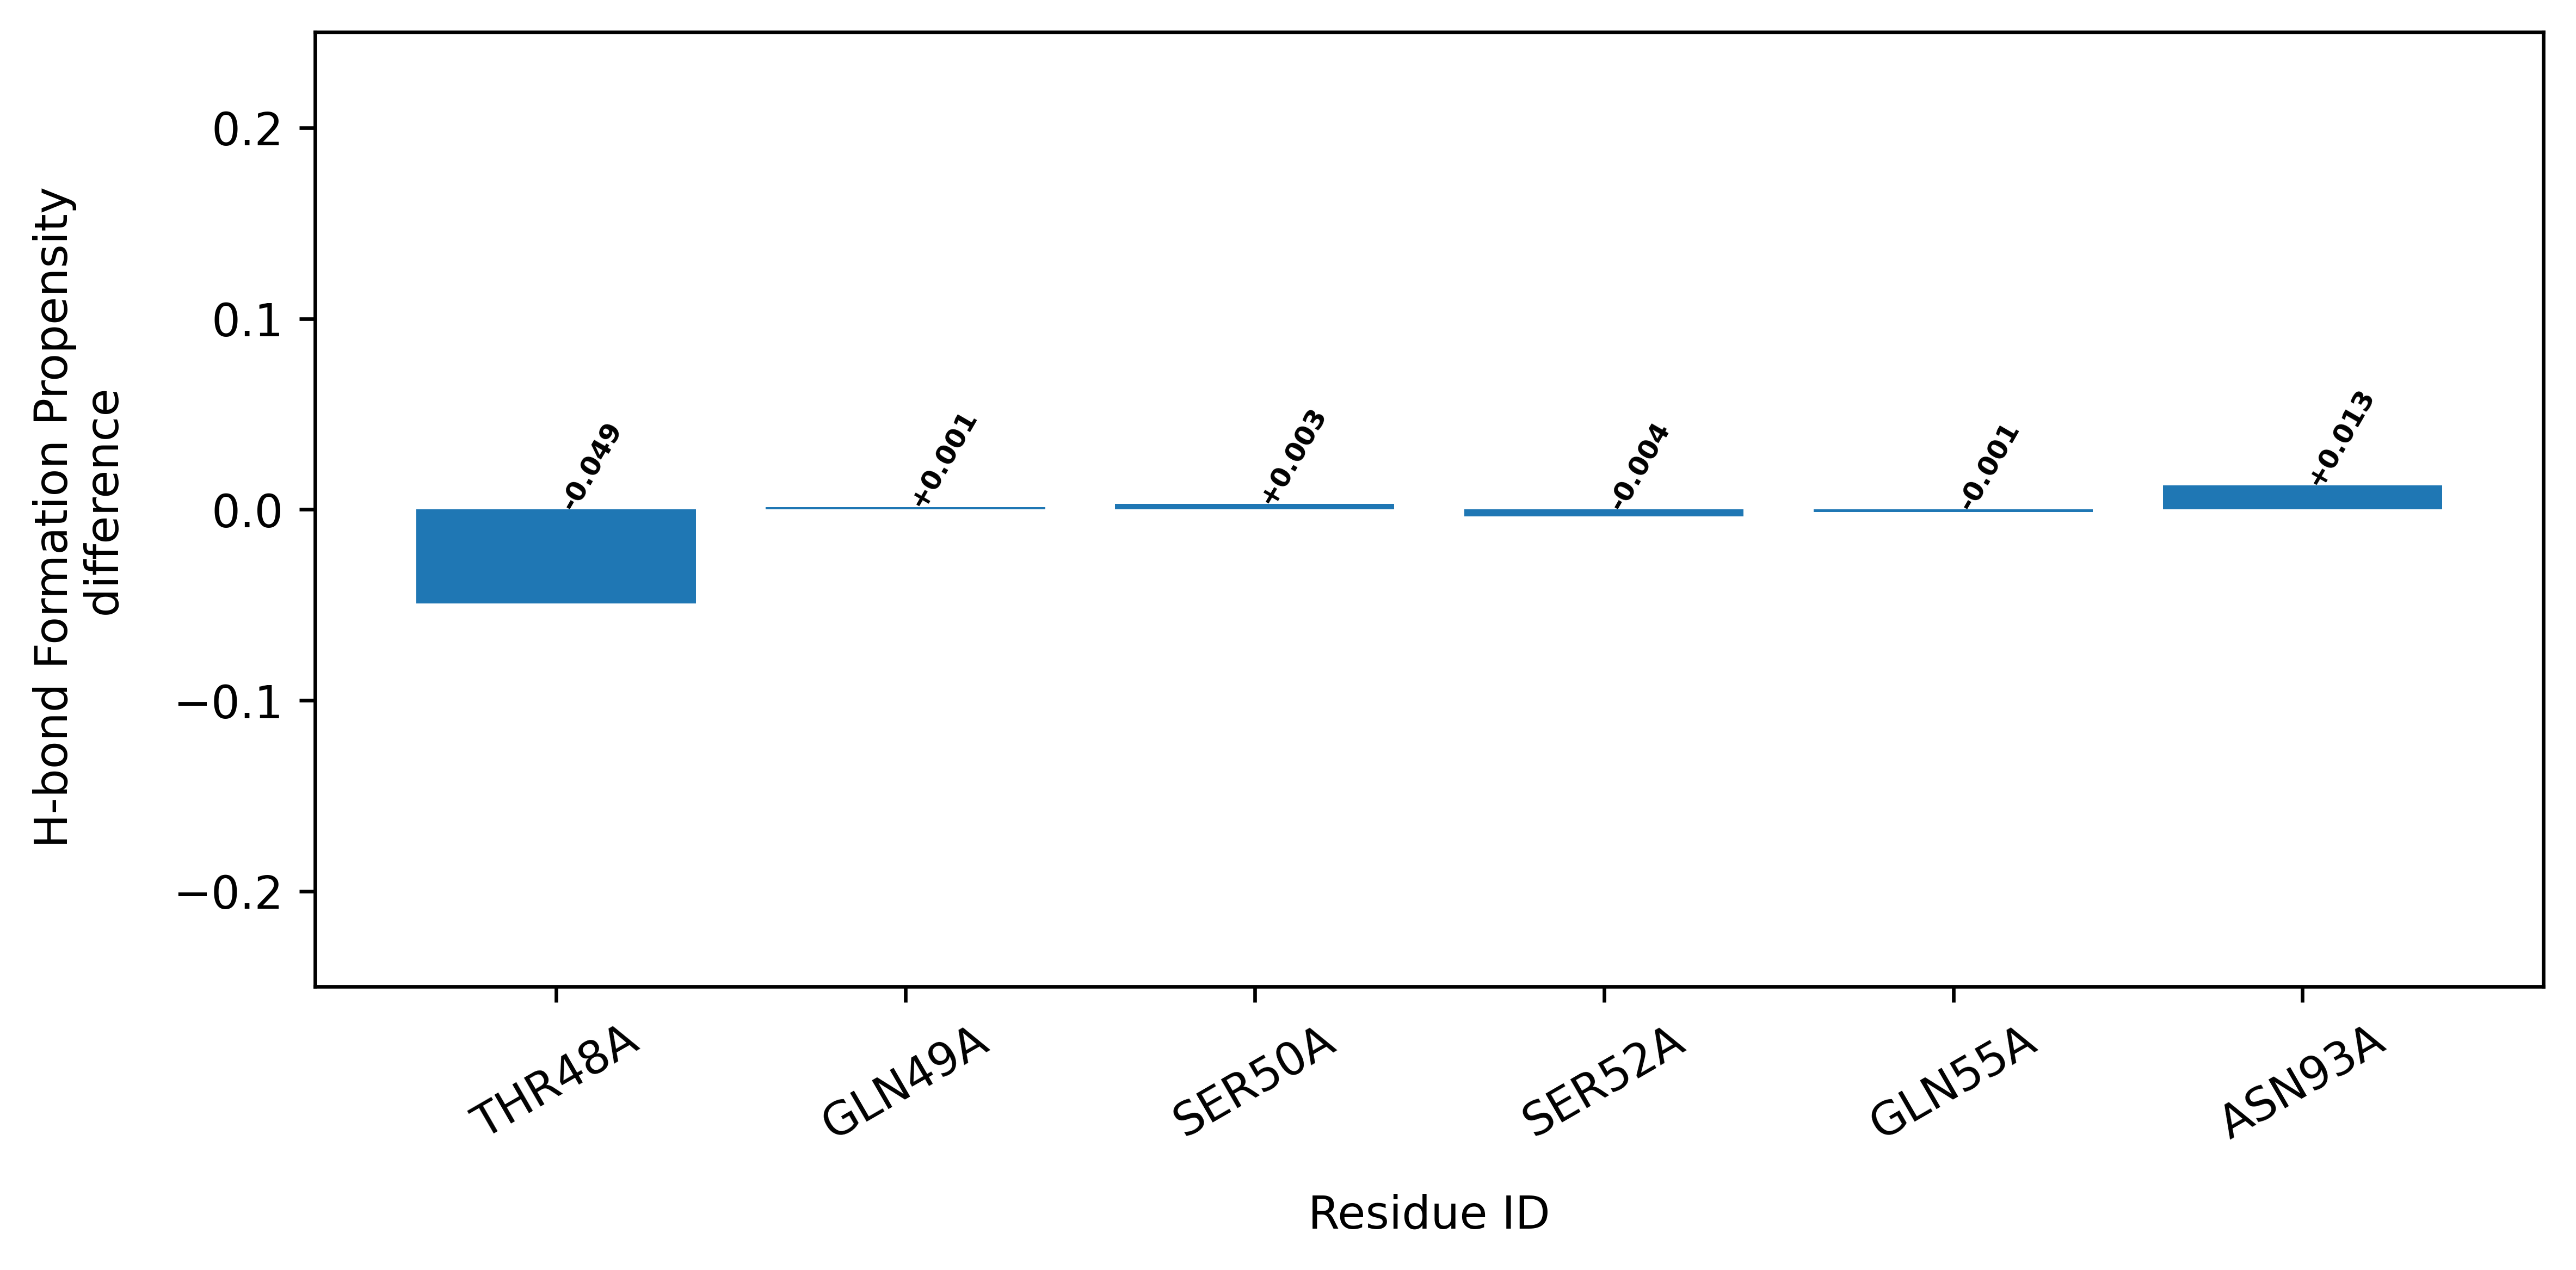 H-bond Formation Propensity
difference
0.2
0.1
0.0
−0.1
−0.2
-0.049
+0.001
+0.003
-0.004
-0.001
+0.013
THR48A
GLN49A
SER50A
SER52A
GLN55A
ASN93A
Residue ID